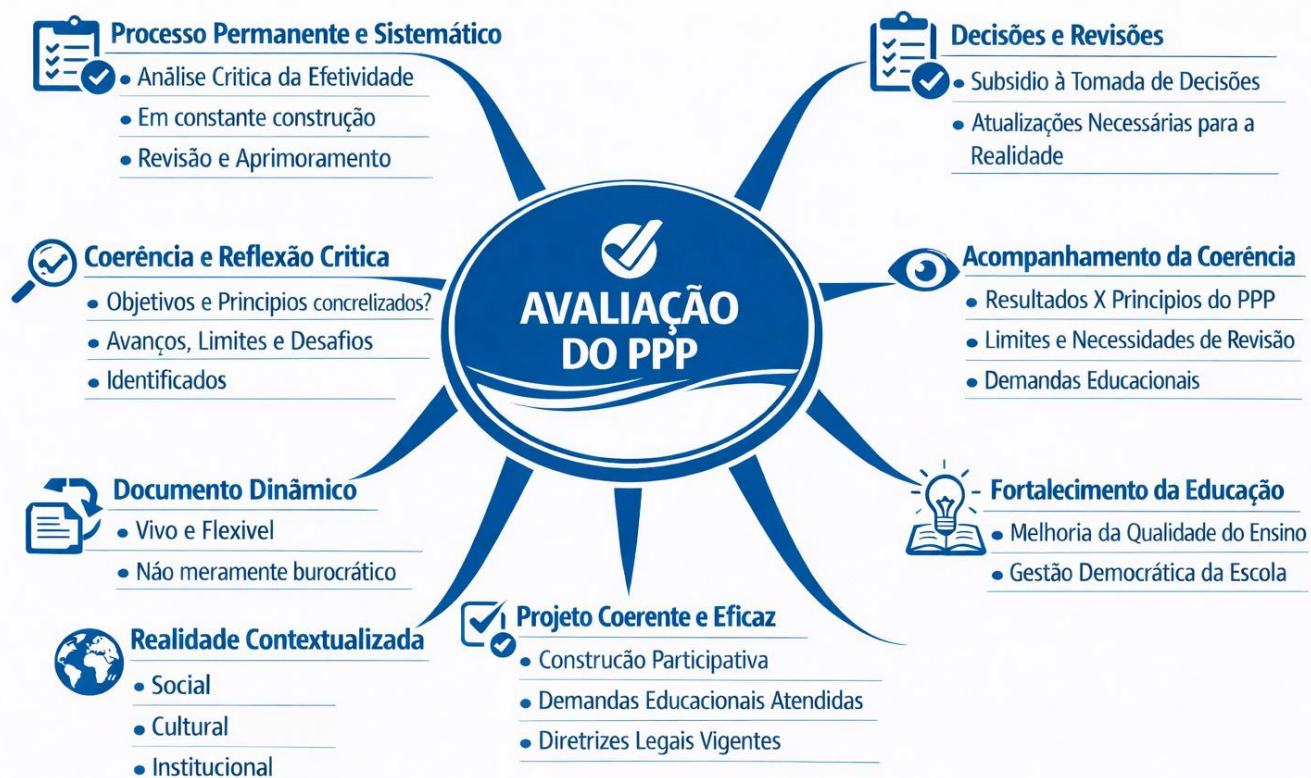 Processo Permanente e Sistemático
• Análise Critica da Efetividade
• Em constante construção
• Revisão e Aprimoramento
Decisões e Revisões
• Subsidio à Tomada de Decisões
• Atualizações Necessárias para a
Realidade
Coerência e Reflexão Critica
• Objetivos e Principios concrelizados?
• Avanços, Limites e Desafios
• Identificados
AVALIAÇÃO
DO PPP
Acompanhamento da Coerência
• Resultados X Principios do PPP
• Limites e Necessidades de Revisão
• Demandas Educacionais
Documento Dinâmico
• Vivo e Flexivel
• Náo meramente burocrático
Fortalecimento da Educação
• Melhoria da Qualidade do Ensino
• Gestão Democrática da Escola
Realidade Contextualizada
• Social
• Cultural
• Institucional
Projeto Coerente e Eficaz
• Construcão Participativa
• Demandas Educacionais Atendidas
• Diretrizes Legais Vigentes